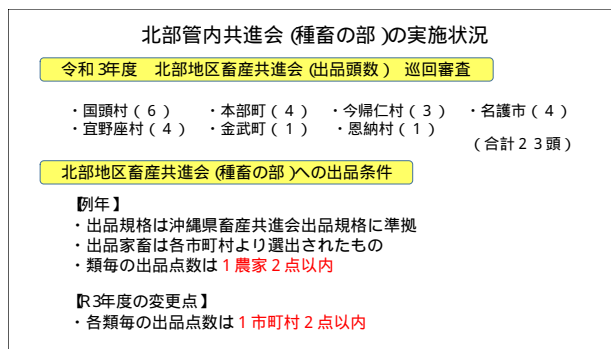 北部管内共進会(種畜の部)の実施状況
令和3年度　北部地区畜産共進会(出品頭数)　巡回審査
・国頭村(6)　・本部町(4)　・今帰仁村(3)　・名護市(4)
・宜野座村(4)　・金武町(1)　・恩納村(1)
(合計23頭)
北部地区畜産共進会(種畜の部)への出品条件
【例年】
・出品規格は沖縄県畜産共進会出品規格に準拠
・出品家畜は各市町村より選出されたもの
・類毎の出品点数は1農家2点以内
【R3年度の変更点】
・各類毎の出品点数は1市町村2点以内